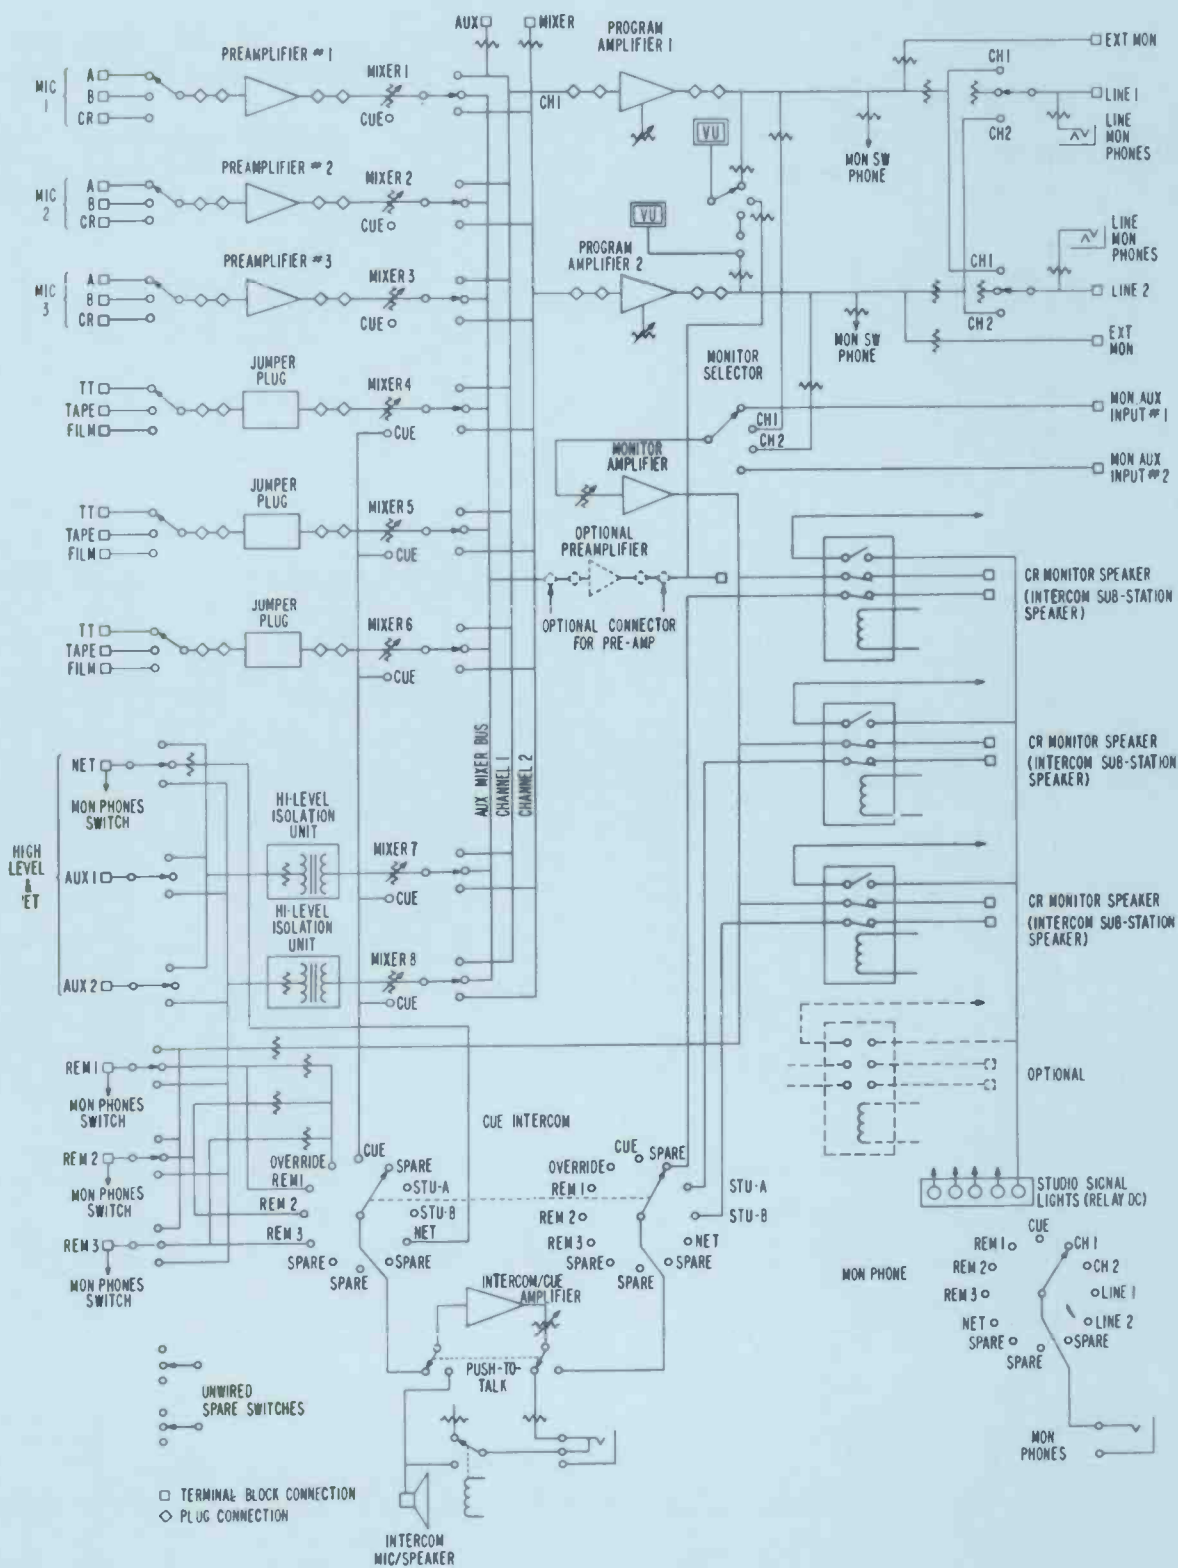 AUX
MIXER
PROGRAM
AMPLIFIER 1
EXT MON
PREAMPLIFIER #1
MIXER 1
MIC
1
A
B
CR
CUE
CH1
VU
CH1
CH2
LINE 1
LINE
MON
PHONES
MON SW
PHONE
PREAMPLIFIER #2
MIXER 2
MIC
2
A
B
CR
CUE
VU
PROGRAM
AMPLIFIER 2
LINE
MON
PHONES
PREAMPLIFIER #3
MIXER 3
MIC
3
A
B
CR
CUE
CH1
CH2
LINE 2
EXT
MON
MON SW
PHONE
MONITOR
SELECTOR
JUMPER
PLUG
MIXER 4
TT
TAPE
FILM
CUE
CH1
CH2
MON AUX
INPUT #1
MONITOR
AMPLIFIER
MON AUX
INPUT #2
JUMPER
PLUG
MIXER 5
TT
TAPE
FILM
CUE
OPTIONAL
PREAMPLIFIER
OPTIONAL CONNECTOR
FOR PRE-AMP
CR MONITOR SPEAKER
(INTERCOM SUB-STATION
SPEAKER)
JUMPER
PLUG
MIXER 6
TT
TAPE
FILM
CUE
AUX MIXER BUS
CHANNEL 1
CHANNEL 2
CR MONITOR SPEAKER
(INTERCOM SUB-STATION
SPEAKER)
HIGH
LEVEL
&
'ET
NET
MON PHONES
SWITCH
AUX 1
AUX 2
HI-LEVEL
ISOLATION
UNIT
MIXER 7
CUE
HI-LEVEL
ISOLATION
UNIT
MIXER 8
CUE
CR MONITOR SPEAKER
(INTERCOM SUB-STATION
SPEAKER)
OPTIONAL
REM 1
MON PHONES
SWITCH
REM 2
MON PHONES
SWITCH
REM 3
MON PHONES
SWITCH
CUE INTERCOM
CUE
OVERRIDE
REM 1
REM 2
REM 3
SPARE
SPARE
SPARE
SPARE
STU-A
STU-B
NET
CUE
OVERRIDE
REM 1
REM 2
REM 3
SPARE
SPARE
SPARE
SPARE
NET
STU-A
STU-B
STUDIO SIGNAL
LIGHTS (RELAY DC)
MON PHONE
CUE
REM 1
REM 2
REM 3
NET
SPARE
SPARE
CH 1
CH 2
LINE 1
LINE 2
SPARE
INTERCOM/CUE
AMPLIFIER
PUSH-TO-
TALK
MON
PHONES
UNWIRED
SPARE SWITCHES
TERMINAL BLOCK CONNECTION
PLUG CONNECTION
INTERCOM
MIC/SPEAKER